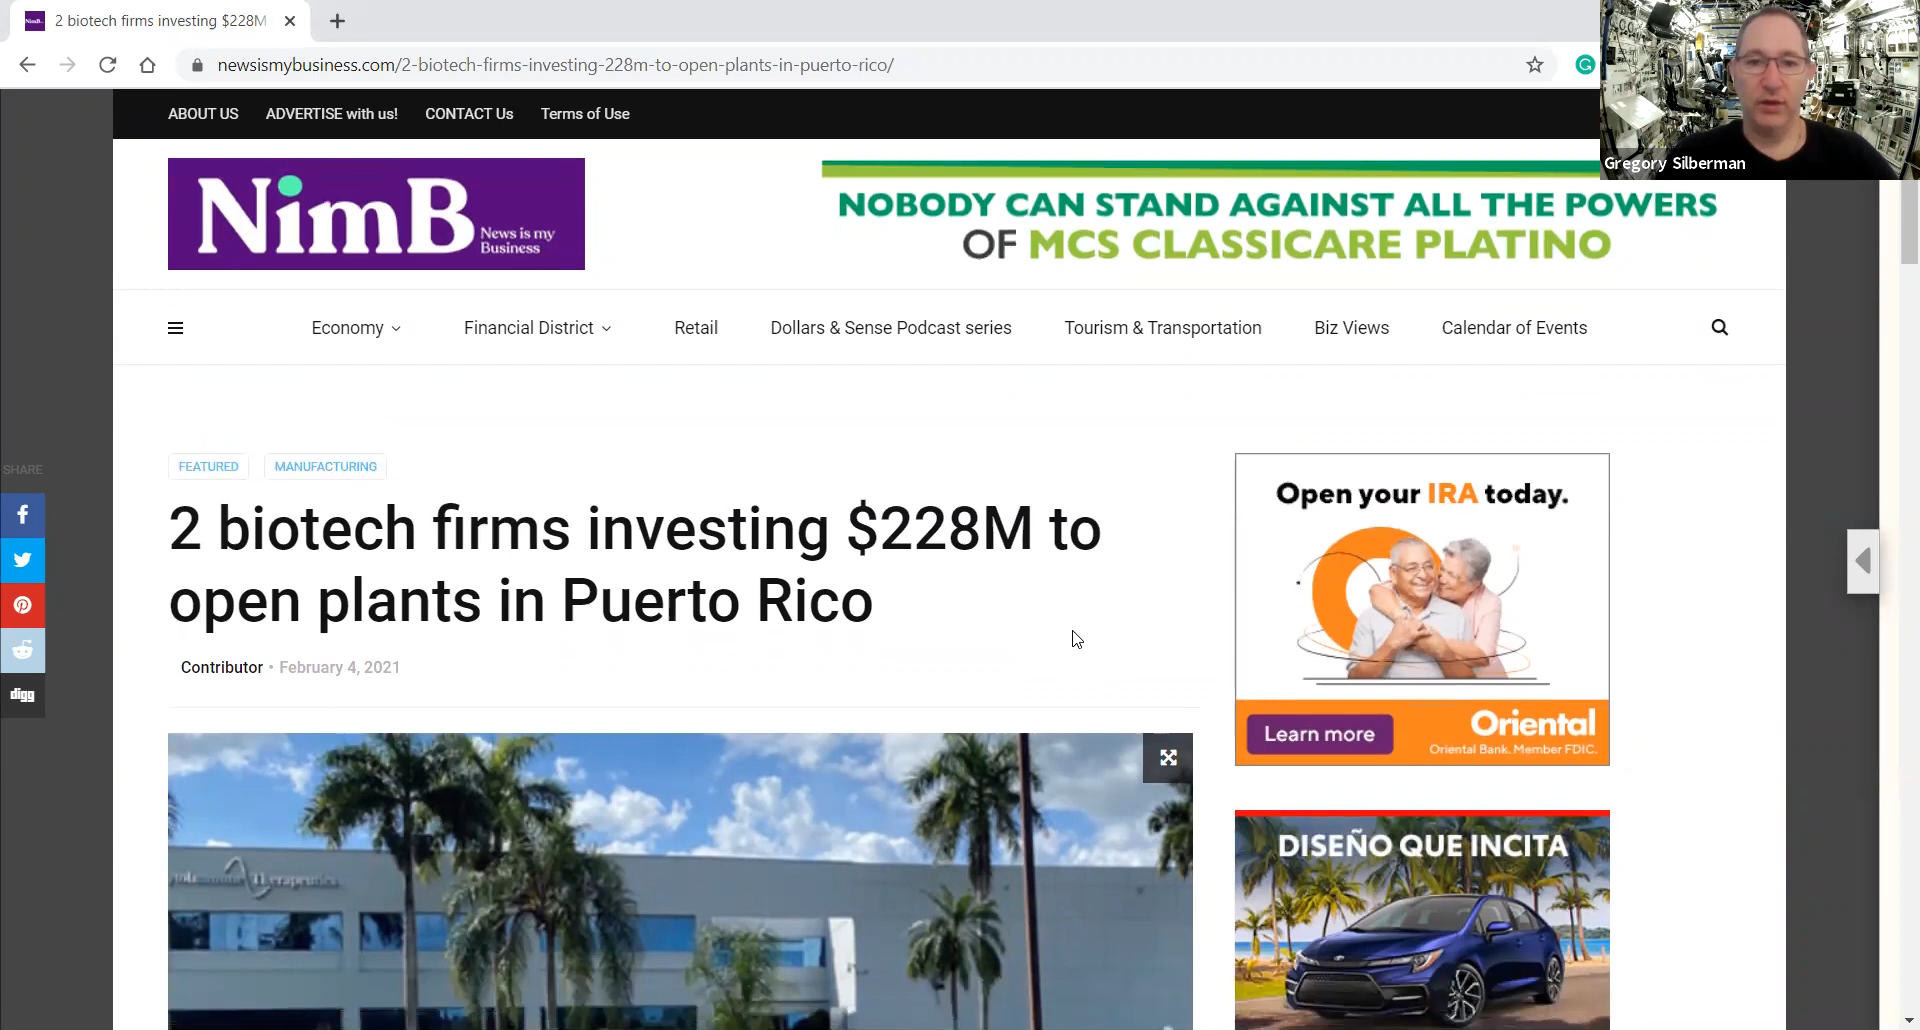 2 biotech firms investing $228M
newsismybusiness.com/2-biotech-firms-investing-228m-to-open-plants-in-puerto-rico/
Gregory Silberman
ABOUT US ADVERTISE with us! CONTACT Us Terms of Use
NimB News is my
Business
NOBODY CAN STAND AGAINST ALL THE POWERS
OF MCS CLASSICARE PLATINO
Economy Financial District Retail Dollars & Sense Podcast series Tourism & Transportation Biz Views Calendar of Events
SHARE
digg
FEATURED MANUFACTURING
2 biotech firms investing $228M to
open plants in Puerto Rico
Contributor • February 4, 2021
Open your IRA today.
Learn more
Oriental
Oriental Bank. Member FDIC.
DISEÑO QUE INCITA